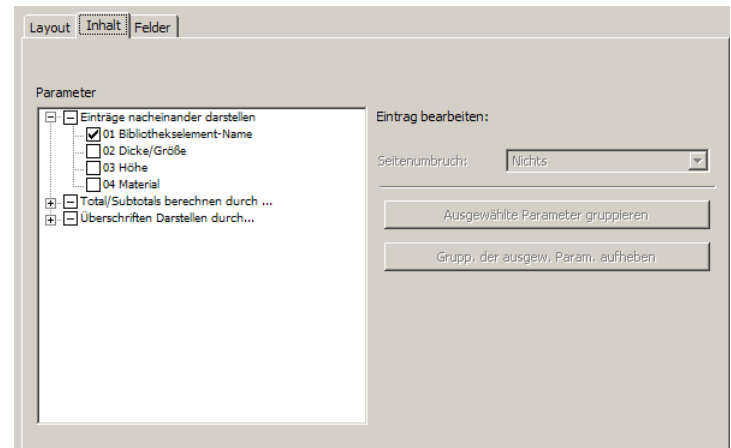 Layout Inhalt Felder
Parameter
Einträge nacheinander darstellen
01 Bibliothekselement-Name
02 Dicke/Größe
03 Höhe
04 Material
Total/Subtotals berechnen durch ...
Überschriften Darstellen durch...
Eintrag bearbeiten:
Seitenumbruch: Nichts
Ausgewählte Parameter gruppieren
Grupp. der ausgew. Param. aufheben